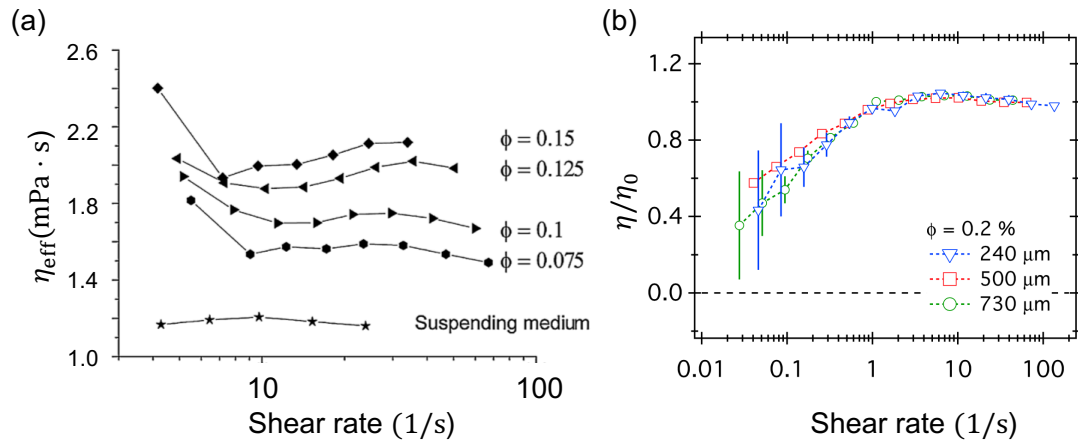 (a)
2.6
2.2
1.8
1.4
1.0
η_eff(mPa · s)
ϕ = 0.15
ϕ = 0.125
ϕ = 0.1
ϕ = 0.075
Suspending medium
10
100
Shear rate (1/s)
(b)
1.2
0.8
0.4
0.0
η/η₀
ϕ = 0.2 %
240 μm
500 μm
730 μm
0.01
0.1
1
10
100
Shear rate (1/s)